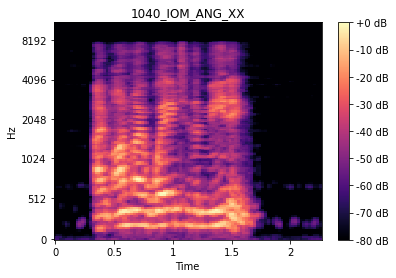 1040_IOM_ANG_XX
+0 dB
8192
-10 dB
4096
-20 dB
-30 dB
2048
Hz
-40 dB
1024
-50 dB
512
-60 dB
-70 dB
0
-80 dB
0 0.5 1 1.5 2
Time